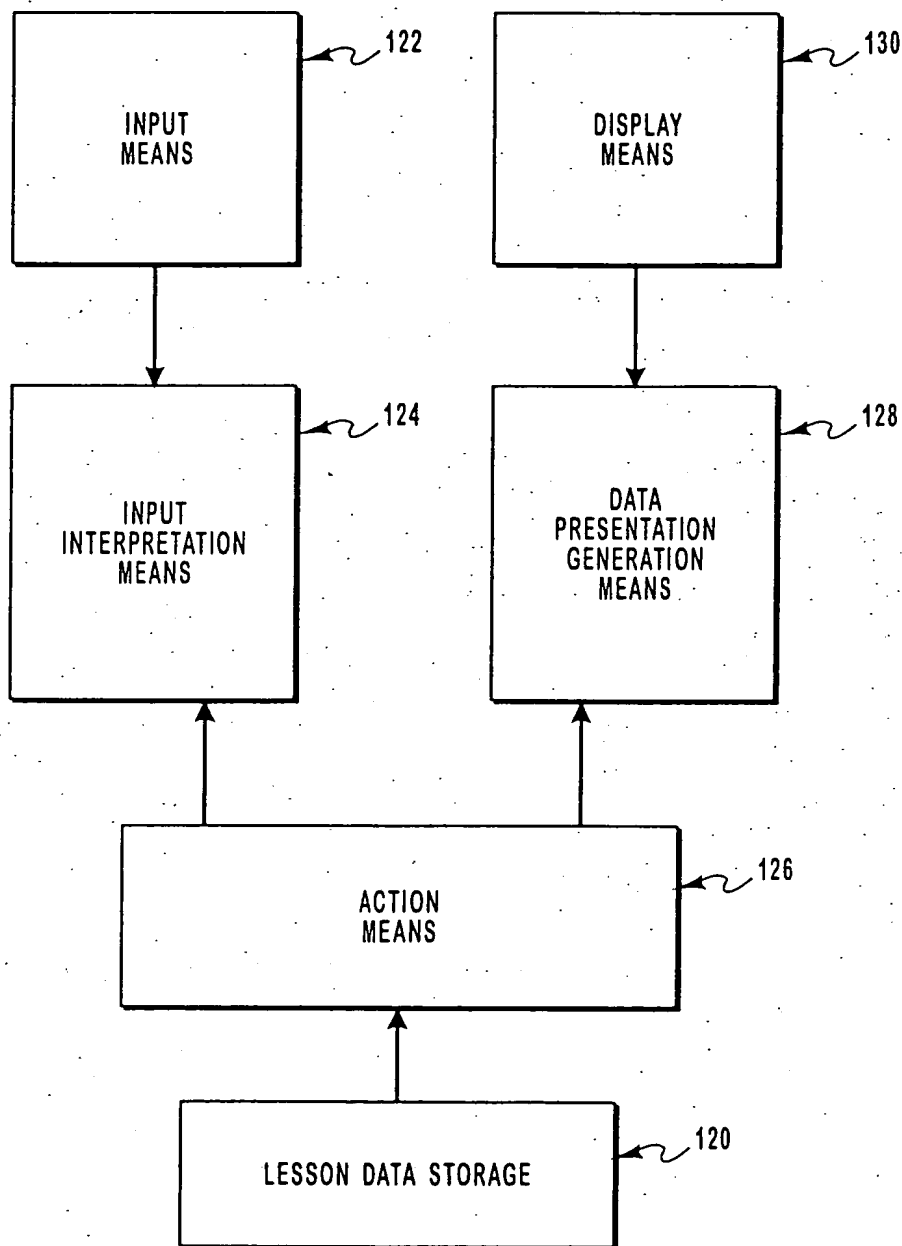 122
INPUT
MEANS
130
DISPLAY
MEANS
124
INPUT
INTERPRETATION
MEANS
128
DATA
PRESENTATION
GENERATION
MEANS
126
ACTION
MEANS
120
LESSON DATA STORAGE